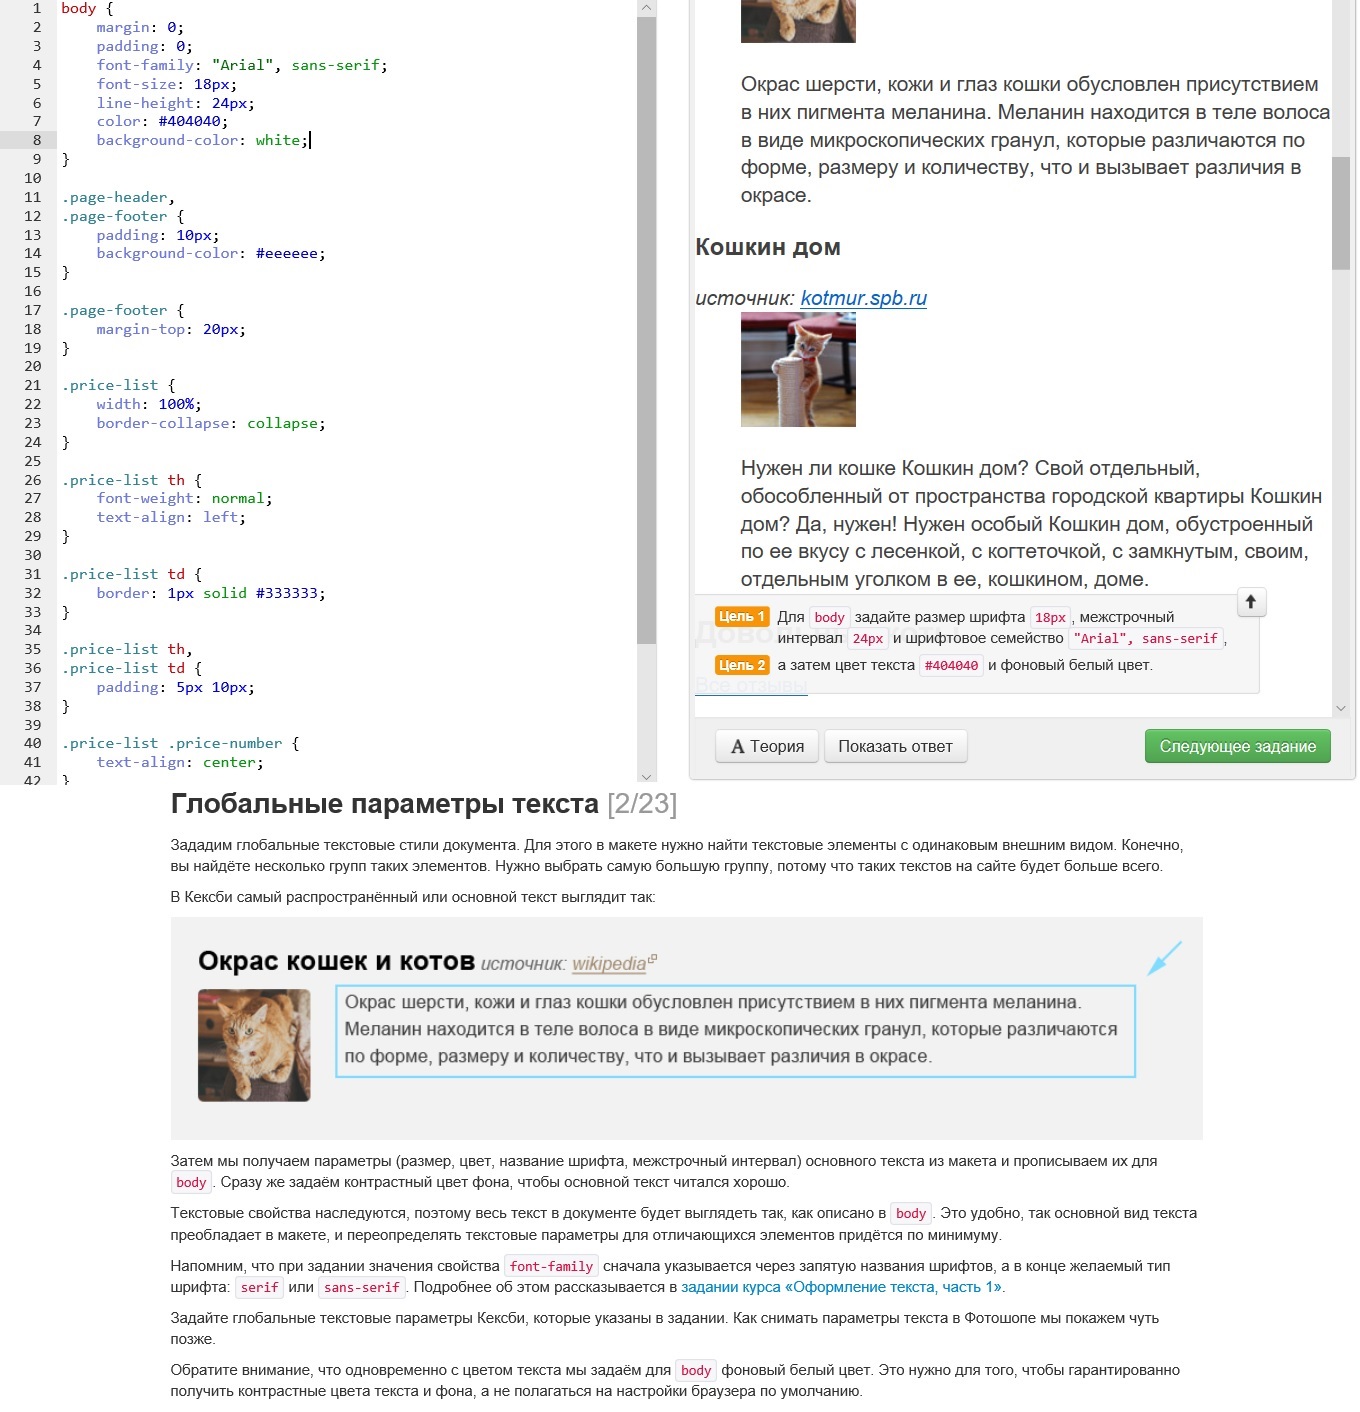 1 body {
2 margin: 0;
3 padding: 0;
4 font-family: "Arial", sans-serif;
5 font-size: 18px;
6 line-height: 24px;
7 color: #404040;
8 background-color: white;
9 }
10
11 .page-header,
12 .page-footer {
13 padding: 10px;
14 background-color: #eeeeee;
15 }
16
17 .page-footer {
18 margin-top: 20px;
19 }
20
21 .price-list {
22 width: 100%;
23 border-collapse: collapse;
24 }
25
26 .price-list th {
27 font-weight: normal;
28 text-align: left;
29 }
30
31 .price-list td {
32 border: 1px solid #333333;
33 }
34
35 .price-list th,
36 .price-list td {
37 padding: 5px 10px;
38 }
39
40 .price-list .price-number {
41 text-align: center;
42 }
Окрас шерсти, кожи и глаз кошки обусловлен присутствием
в них пигмента меланина. Меланин находится в теле волоса
в виде микроскопических гранул, которые различаются по
форме, размеру и количеству, что и вызывает различия в
окрасе.
Кошкин дом
источник: kotmur.spb.ru
Нужен ли кошке Кошкин дом? Свой отдельный,
обособленный от пространства городской квартиры Кошкин
дом? Да, нужен! Нужен особый Кошкин дом, обустроенный
по ее вкусу с лесенкой, с когтеточкой, с замкнутым, своим,
отдельным уголком в ее, кошкином, доме.
Цель 1 Для body задайте размер шрифта 18px, межстрочный
интервал 24px и шрифтовое семейство "Arial", sans-serif,
Цель 2 а затем цвет текста #404040 и фоновый белый цвет.
Все отзывы
A Теория Показать ответ Следующее задание
Глобальные параметры текста [2/23]
Зададим глобальные текстовые стили документа. Для этого в макете нужно найти текстовые элементы с одинаковым внешним видом. Конечно,
вы найдёте несколько групп таких элементов. Нужно выбрать самую большую группу, потому что таких текстов на сайте будет больше всего.
В Кексби самый распространённый или основной текст выглядит так:
Окрас кошек и котов источник: wikipedia
Окрас шерсти, кожи и глаз кошки обусловлен присутствием в них пигмента меланина.
Меланин находится в теле волоса в виде микроскопических гранул, которые различаются
по форме, размеру и количеству, что и вызывает различия в окрасе.
Затем мы получаем параметры (размер, цвет, название шрифта, межстрочный интервал) основного текста из макета и прописываем их для
body. Сразу же задаём контрастный цвет фона, чтобы основной текст читался хорошо.
Текстовые свойства наследуются, поэтому весь текст в документе будет выглядеть так, как описано в body. Это удобно, так основной вид текста
преобладает в макете, и переопределять текстовые параметры для отличающихся элементов придётся по минимуму.
Напомним, что при задании значения свойства font-family сначала указывается через запятую названия шрифтов, а в конце желаемый тип
шрифта: serif или sans-serif. Подробнее об этом рассказывается в задании курса «Оформление текста, часть 1».
Задайте глобальные текстовые параметры Кексби, которые указаны в задании. Как снимать параметры текста в Фотошопе мы покажем чуть
позже.
Обратите внимание, что одновременно с цветом текста мы задаём для body фоновый белый цвет. Это нужно для того, чтобы гарантированно
получить контрастные цвета текста и фона, а не полагаться на настройки браузера по умолчанию.